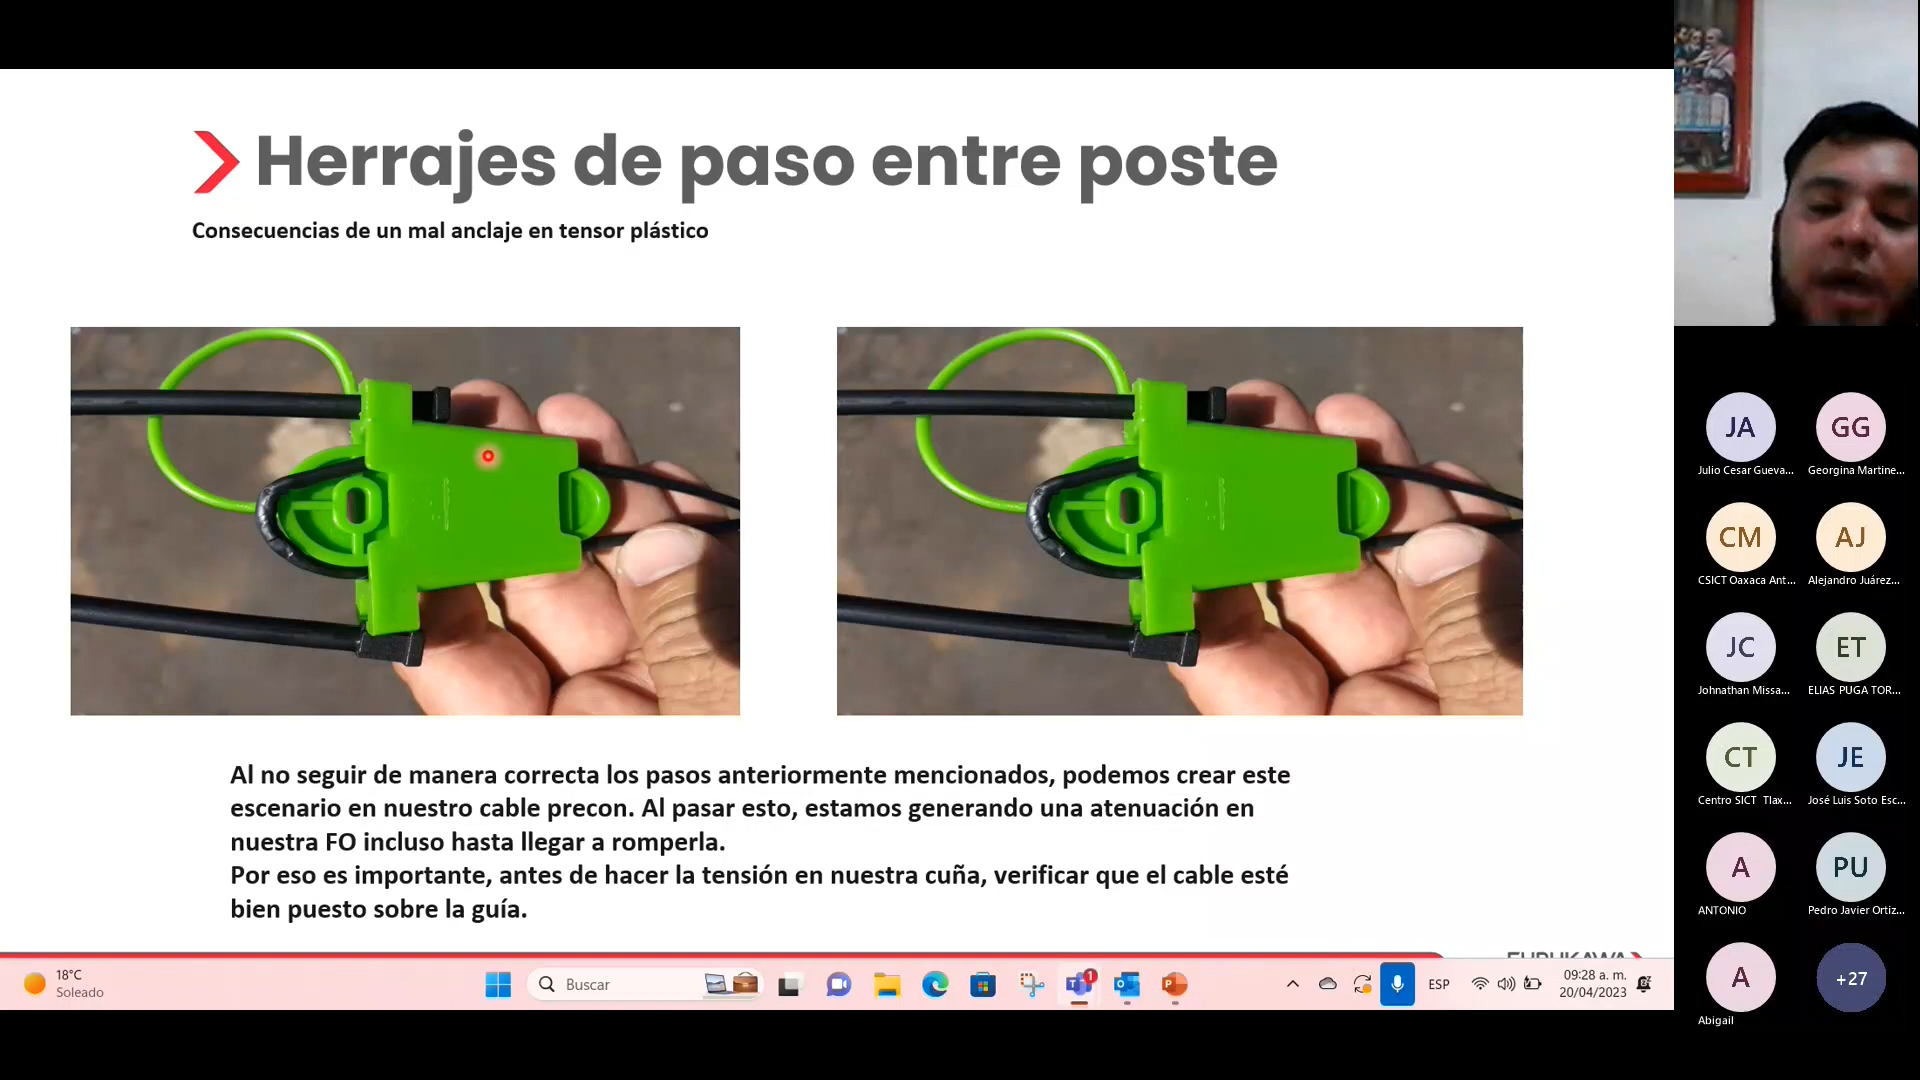 Herrajes de paso entre poste
Consecuencias de un mal anclaje en tensor plástico
Al no seguir de manera correcta los pasos anteriormente mencionados, podemos crear este
escenario en nuestro cable precon. Al pasar esto, estamos generando una atenuación en
nuestra FO incluso hasta llegar a romperla.
Por eso es importante, antes de hacer la tensión en nuestra cuña, verificar que el cable esté
bien puesto sobre la guía.
FURUKAWA
18°C
Soleado
Buscar
1
ESP
09:28 a. m.
20/04/2023
JA
GG
Julio Cesar Gueva...
Georgina Martine...
CM
AJ
CSICT Oaxaca Ant...
Alejandro Juárez...
JC
ET
Johnathan Missa...
ELIAS PUGA TOR...
CT
JE
Centro SICT Tlax...
José Luis Soto Esc...
A
PU
ANTONIO
Pedro Javier Ortiz...
A
+27
Abigail